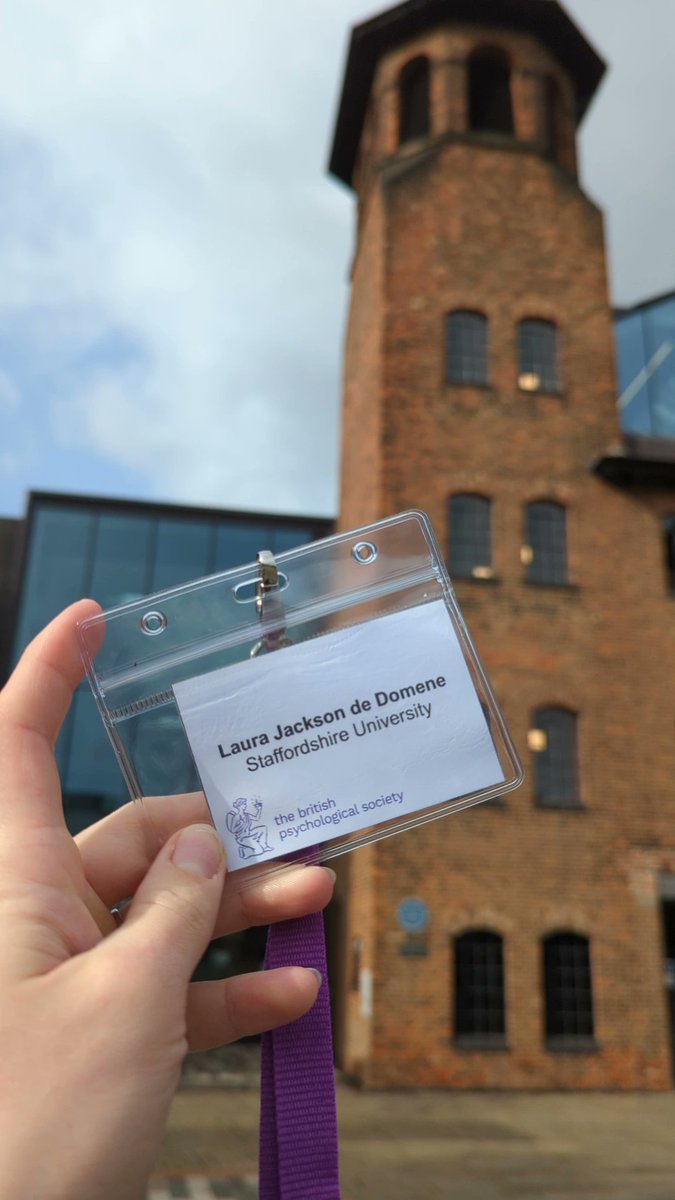 Laura Jackson de Domene
Staffordshire University
the british
psychological society